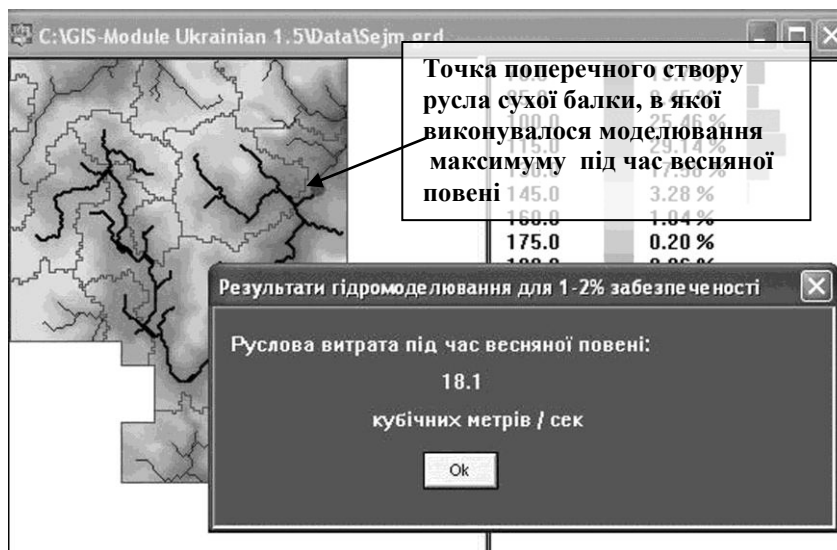 C:\GIS-Module Ukrainian 1.5\Data\Sejm.grd
Точка поперечного створу
русла сухої балки, в якої
виконувалося моделювання
максимуму під час весняної
повені
100.0 25.46 %
115.0 29.14 %
145.0 3.28 %
160.0 1.04 %
175.0 0.20 %
Результати гідромоделювання для 1-2% забезпеченості
Руслова витрата під час весняної повені:
18.1
кубічних метрів / сек
Ok